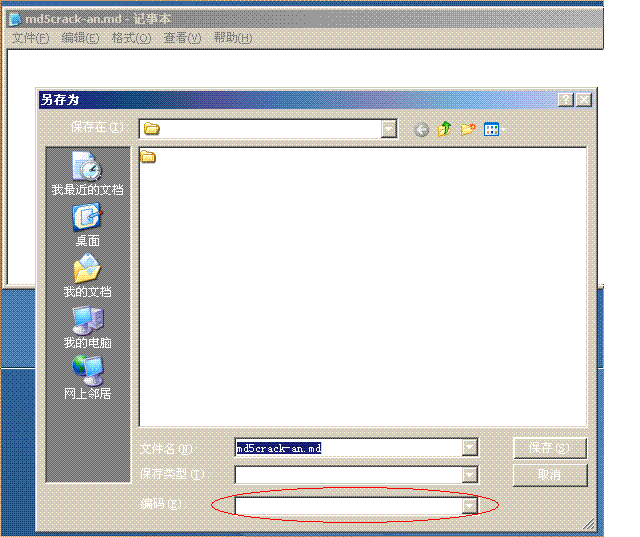 md5crack-an.md - 记事本
文件(F) 编辑(E) 格式(O) 查看(V) 帮助(H)
另存为
保存在(I)
我最近的文档
桌面
我的文档
我的电脑
网上邻居
文件名(N)
md5crack-an.md
保存(S)
保存类型(T)
取消
编码(E)